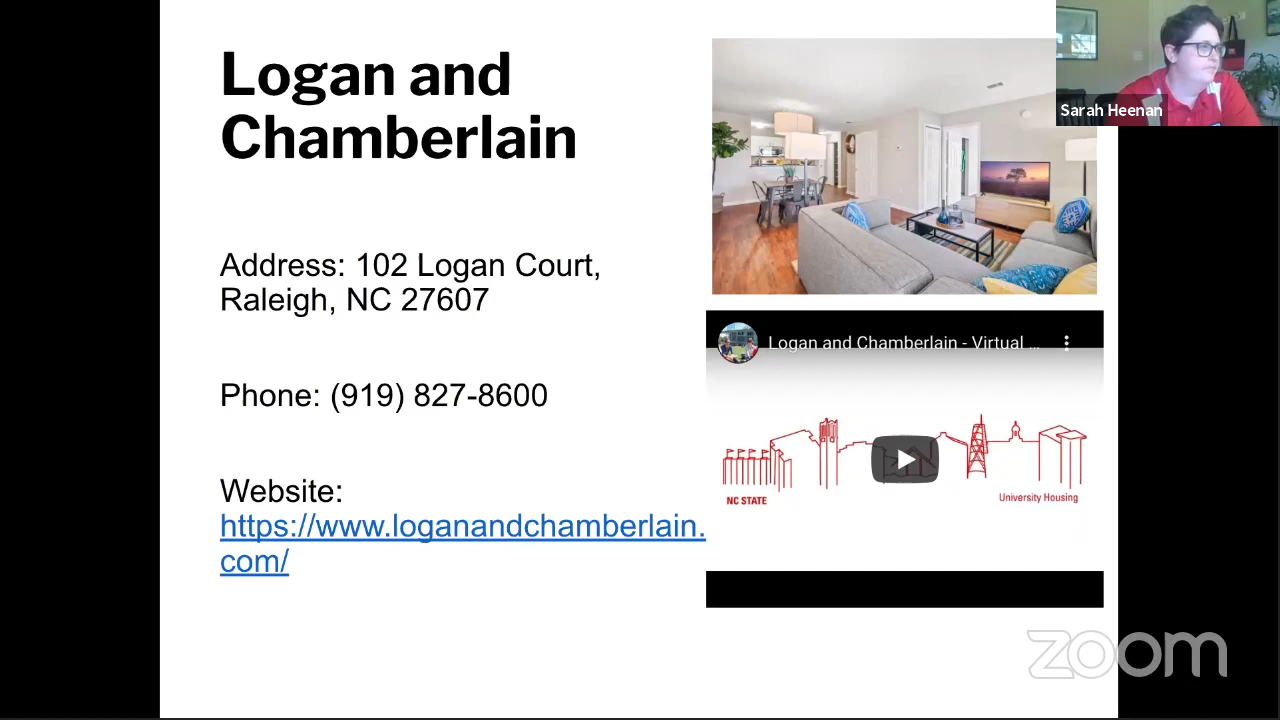 Logan and
Chamberlain
Sarah Heenan
Address: 102 Logan Court,
Raleigh, NC 27607
Logan and Chamberlain - Virtual ...
Phone: (919) 827-8600
NC STATE
University Housing
Website:
https://www.loganandchamberlain.
com/
zoom